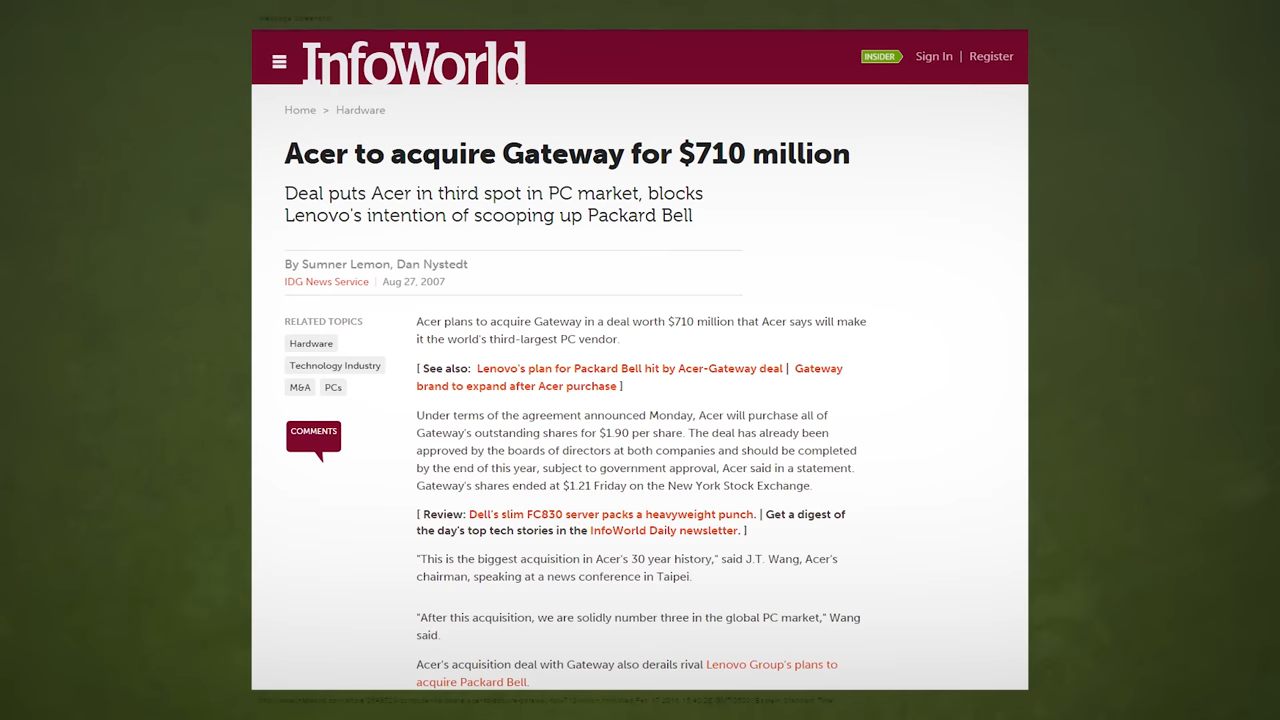 InfoWorld
INSIDER Sign In | Register
Home > Hardware
Acer to acquire Gateway for $710 million
Deal puts Acer in third spot in PC market, blocks
Lenovo's intention of scooping up Packard Bell
By Sumner Lemon, Dan Nystedt
IDG News Service | Aug 27, 2007
RELATED TOPICS
Hardware
Technology Industry
M&A PCs
COMMENTS
Acer plans to acquire Gateway in a deal worth $710 million that Acer says will make
it the world's third-largest PC vendor.
[ See also: Lenovo's plan for Packard Bell hit by Acer-Gateway deal | Gateway
brand to expand after Acer purchase ]
Under terms of the agreement announced Monday, Acer will purchase all of
Gateway's outstanding shares for $1.90 per share. The deal has already been
approved by the boards of directors at both companies and should be completed
by the end of this year, subject to government approval, Acer said in a statement.
Gateway's shares ended at $1.21 Friday on the New York Stock Exchange.
[ Review: Dell's slim FC830 server packs a heavyweight punch. | Get a digest of
the day's top tech stories in the InfoWorld Daily newsletter. ]
"This is the biggest acquisition in Acer's 30 year history," said J.T. Wang, Acer's
chairman, speaking at a news conference in Taipei.
"After this acquisition, we are solidly number three in the global PC market," Wang
said.
Acer's acquisition deal with Gateway also derails rival Lenovo Group's plans to
acquire Packard Bell.